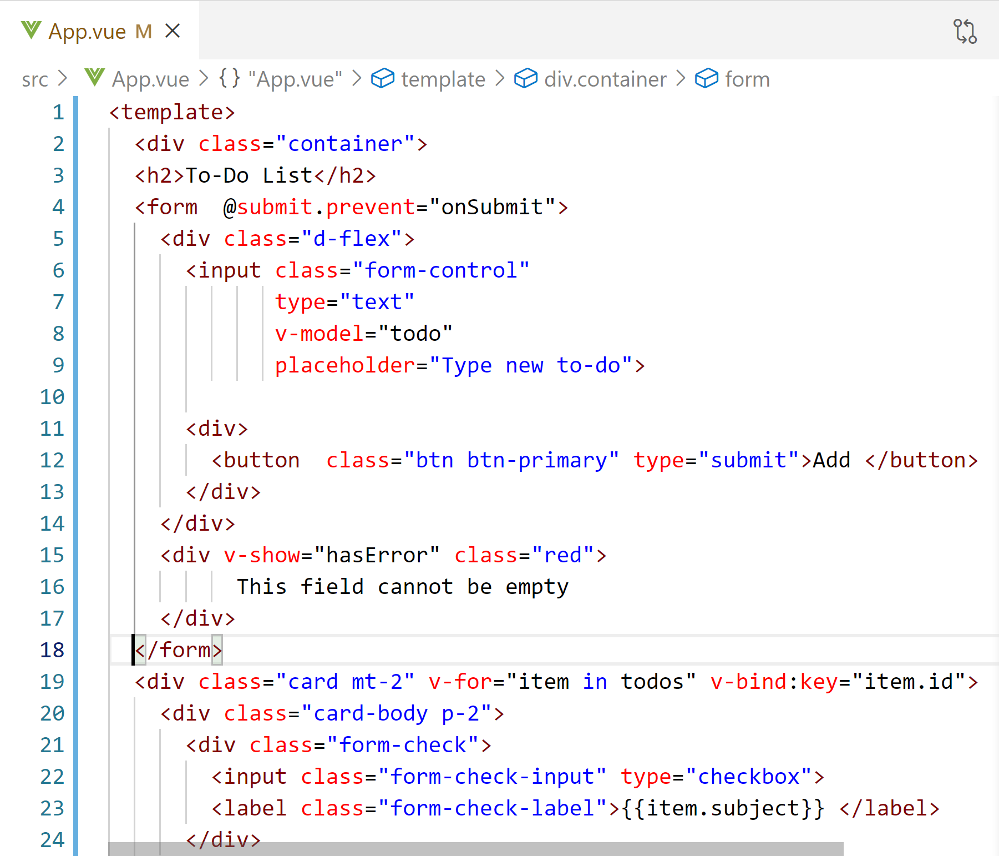 App.vue M
src > App.vue > {} "App.vue" > template > div.container > form
1 <template>
2 <div class="container">
3 <h2>To-Do List</h2>
4 <form  @submit.prevent="onSubmit">
5 <div class="d-flex">
6 <input class="form-control"
7 type="text"
8 v-model="todo"
9 placeholder="Type new to-do">
10
11 <div>
12 <button  class="btn btn-primary" type="submit">Add </button>
13 </div>
14 </div>
15 <div v-show="hasError" class="red">
16 This field cannot be empty
17 </div>
18 </form>
19 <div class="card mt-2" v-for="item in todos" v-bind:key="item.id">
20 <div class="card-body p-2">
21 <div class="form-check">
22 <input class="form-check-input" type="checkbox">
23 <label class="form-check-label">{{item.subject}} </label>
24 </div>